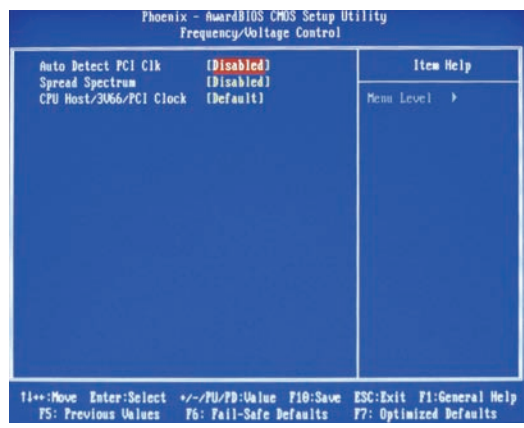 Phoenix - AwardBIOS CMOS Setup Utility
Frequency/Voltage Control
Auto Detect PCI Clk [Disabled]
Spread Spectrum [Disabled]
CPU Host/3V66/PCI Clock [Default]
Item Help
Menu Level ▸
↑↓↔:Move Enter:Select +/-/PU/PD:Value F10:Save ESC:Exit F1:General Help
F5: Previous Values F6: Fail-Safe Defaults F7: Optimized Defaults